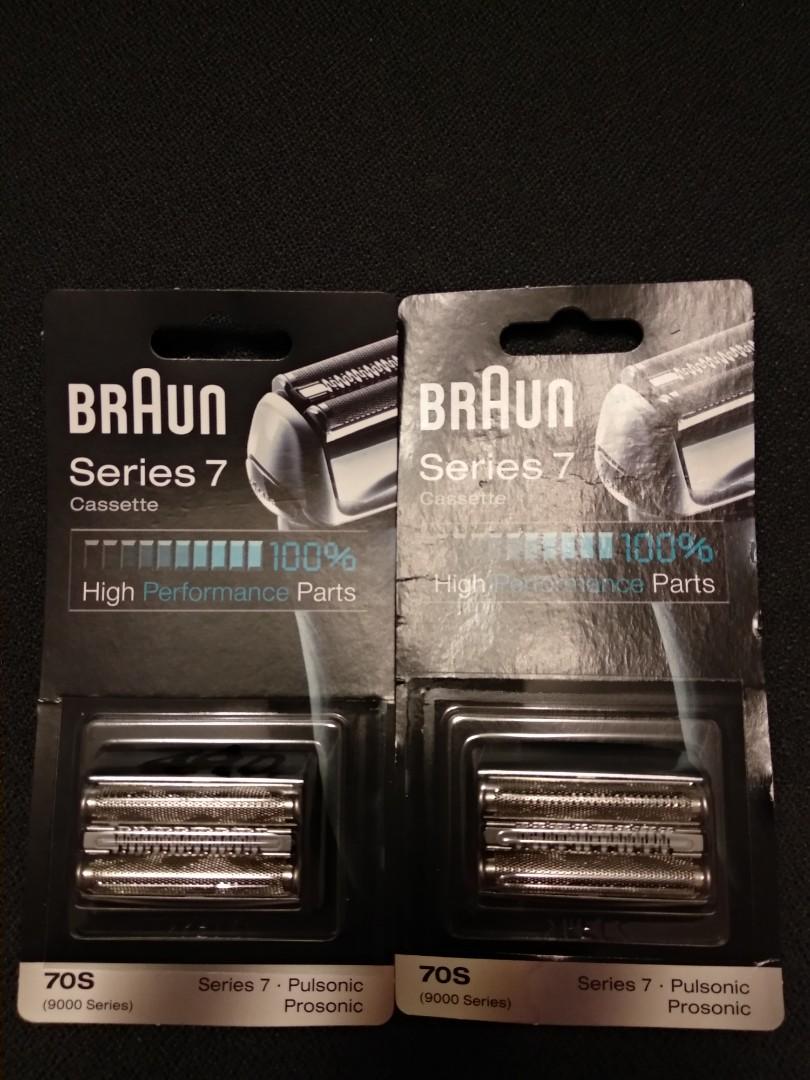 BRAUN
Series 7
Cassette
100%
High Performance Parts
70S
(9000 Series)
Series 7 · Pulsonic
Prosonic
BRAUN
Series 7
Cassette
100%
High Performance Parts
70S
(9000 Series)
Series 7 · Pulsonic
Prosonic